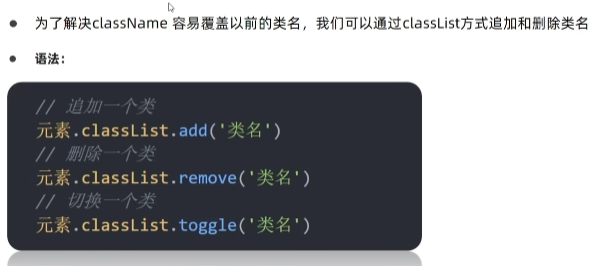 为了解决className 容易覆盖以前的类名，我们可以通过classList方式追加和删除类名
语法：
// 追加一个类
元素.classList.add('类名')
// 删除一个类
元素.classList.remove('类名')
// 切换一个类
元素.classList.toggle('类名')